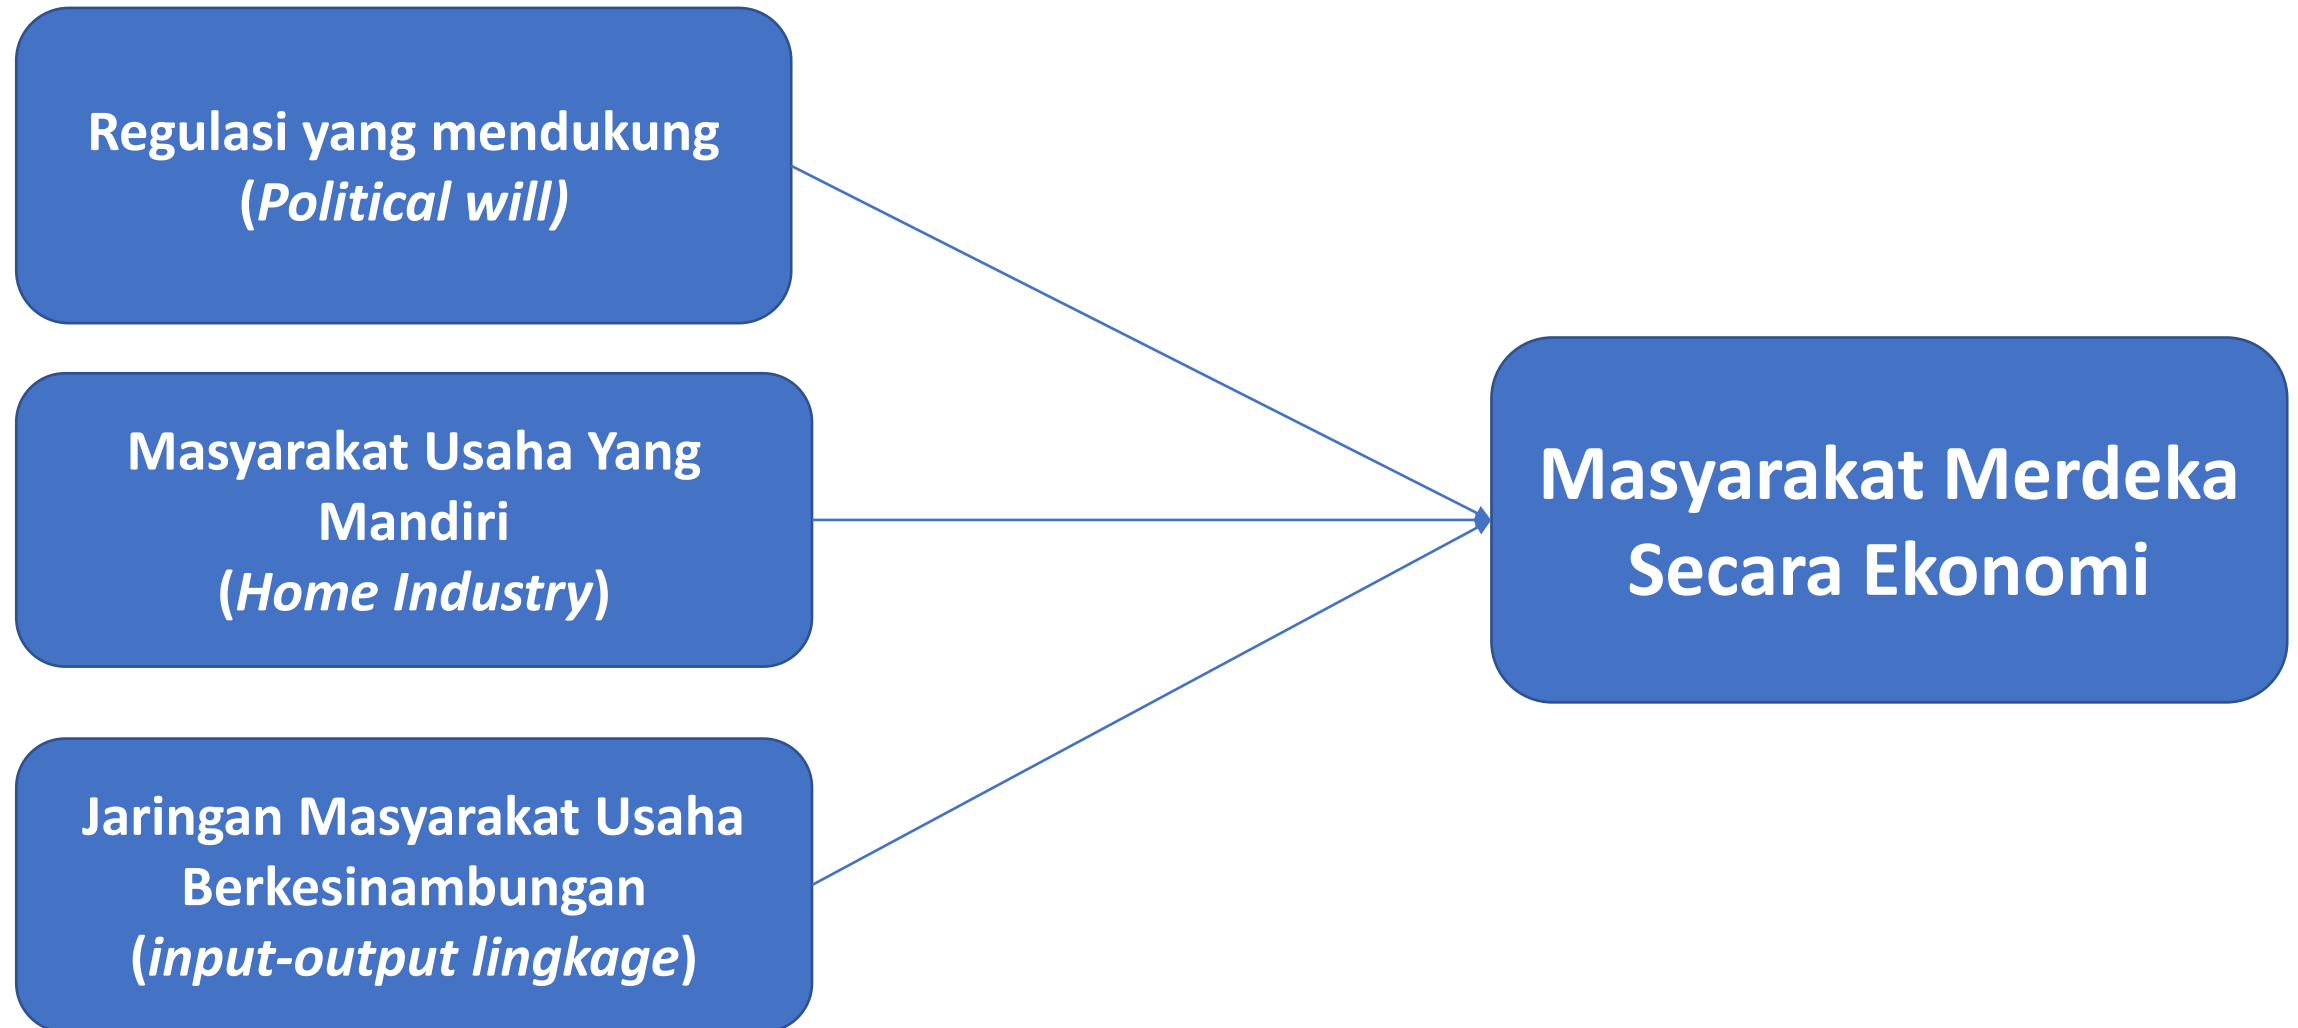 Regulasi yang mendukung
(Political will)
Masyarakat Usaha Yang
Mandiri
(Home Industry)
Jaringan Masyarakat Usaha
Berkesinambungan
(input-output lingkage)
Masyarakat Merdeka
Secara Ekonomi